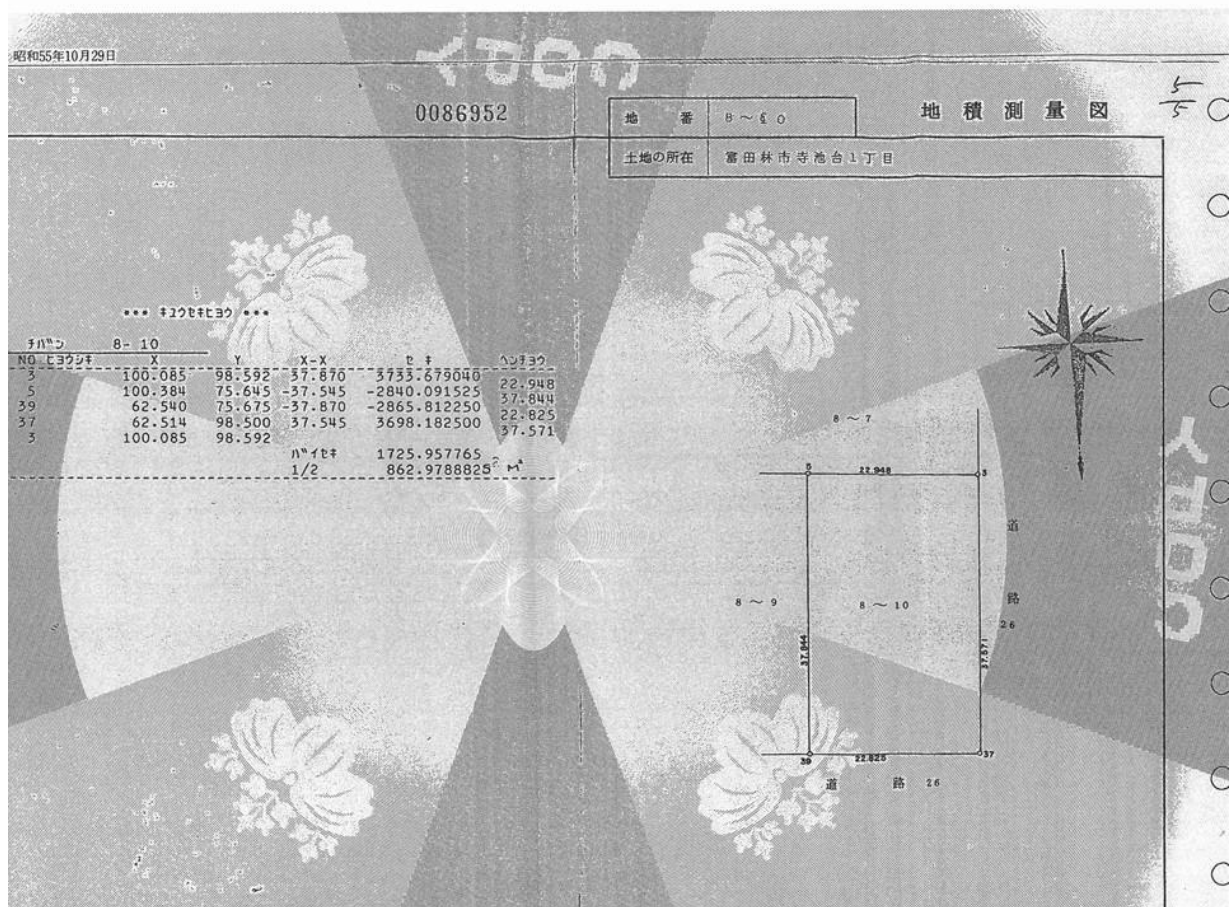 昭和55年10月29日
COPY
5/5
0086952
地番 8～10
地積測量図
土地の所在 富田林市寺池台1丁目
*** キユウセキヒヨウ ***
チバン 8- 10
NO ヒヨウシキ X Y X-X セキ ヘンチヨウ
3 100.085 98.592 37.870 3733.679040
22.948
5 100.384 75.645 -37.545 -2840.091525
37.844
39 62.540 75.675 -37.870 -2865.812250
22.825
37 62.514 98.500 37.545 3698.182500
37.571
3 100.085 98.592
バイセキ 1725.957765
1/2 862.9788825 M²
8～7
5 22.948 3
道
路
26
8～9
8～10
37.844
37.571
39 22.825 37
道 路 26
COPY